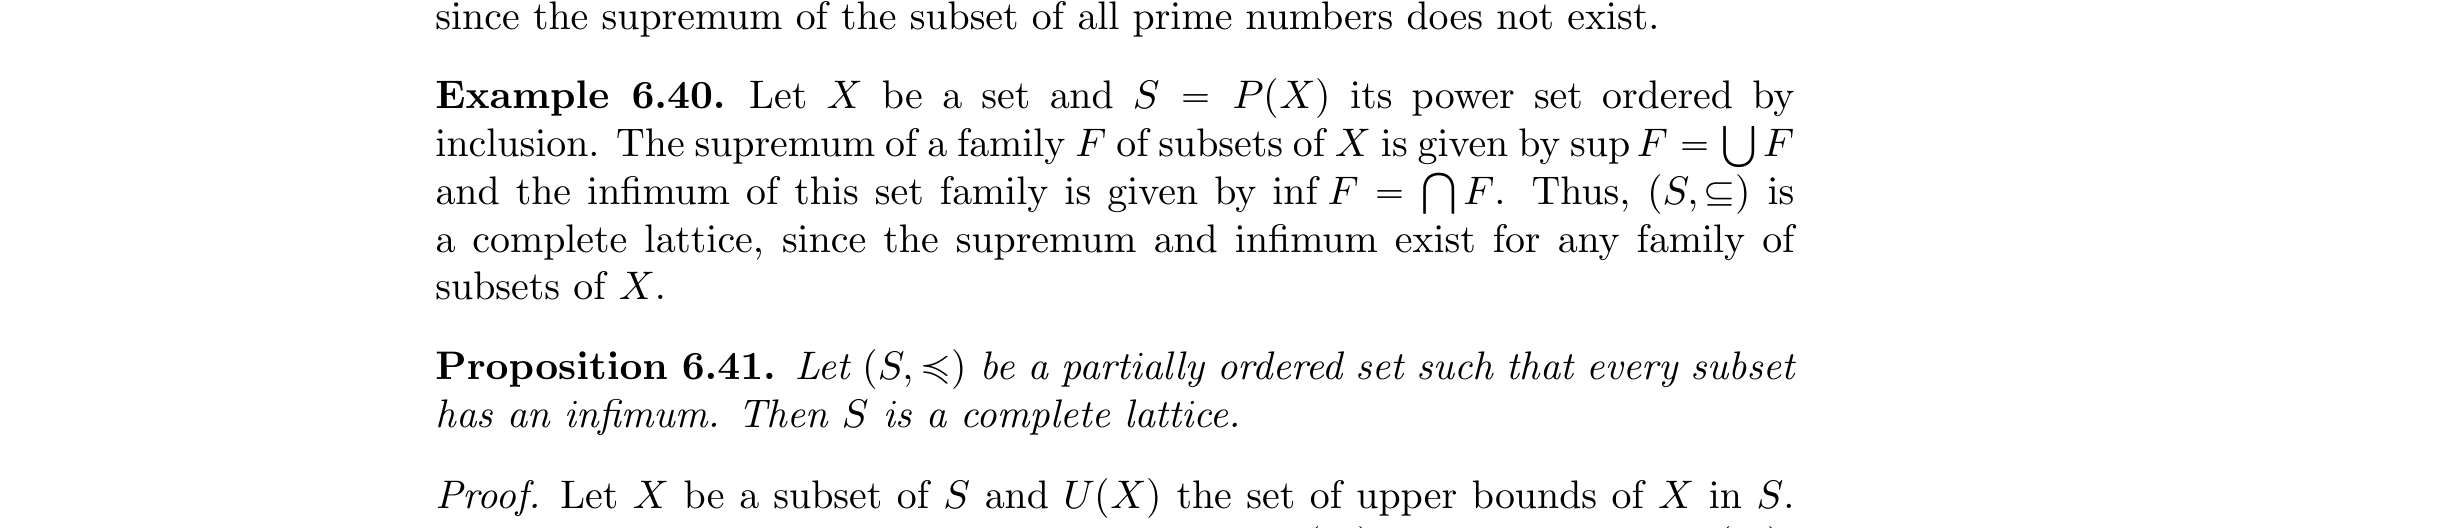 since the supremum of the subset of all prime numbers does not exist.
Example 6.40. Let X be a set and S = P(X) its power set ordered by
inclusion. The supremum of a family F of subsets of X is given by sup F = ⋃ F
and the infimum of this set family is given by inf F = ⋂ F. Thus, (S, ⊆) is
a complete lattice, since the supremum and infimum exist for any family of
subsets of X.
Proposition 6.41. Let (S, ≼) be a partially ordered set such that every subset
has an infimum. Then S is a complete lattice.
Proof. Let X be a subset of S and U(X) the set of upper bounds of X in S.